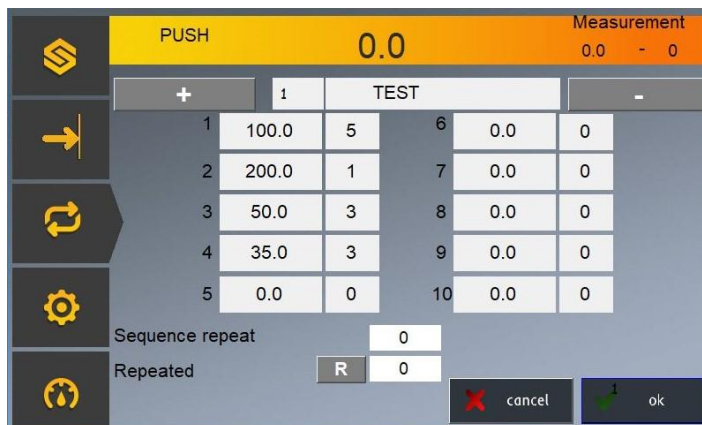 PUSH 0.0 Measurement
0.0 - 0
+ 1 TEST -
1 100.0 5 6 0.0 0
2 200.0 1 7 0.0 0
3 50.0 3 8 0.0 0
4 35.0 3 9 0.0 0
5 0.0 0 10 0.0 0
Sequence repeat 0
Repeated R 0
cancel 1 ok